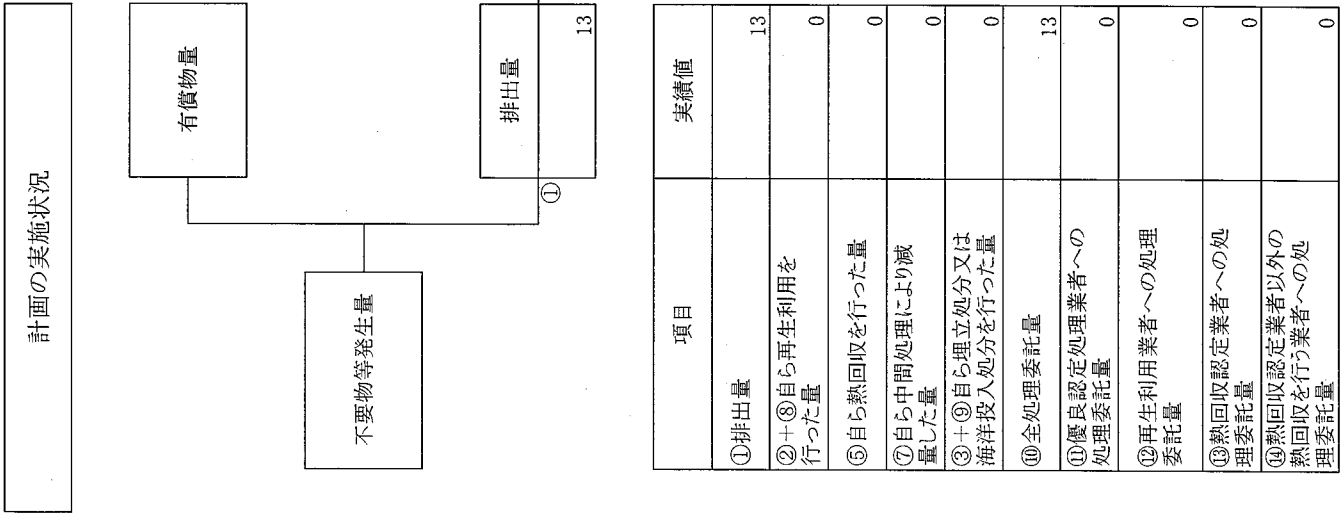 計画の実施状況
有償物量
不要物等発生量
①
排出量
13
項目
実績値
①排出量
13
②+⑧自ら再生利用を
行った量
0
⑤自ら熱回収を行った量
0
⑦自ら中間処理により減
量した量
0
③+⑨自ら埋立処分又は
海洋投入処分を行った量
0
⑩全処理委託量
13
⑪優良認定処理業者への
処理委託量
0
⑫再生利用業者への処理
委託量
0
⑬熱回収認定業者への処
理委託量
0
⑭熱回収認定業者以外の
熱回収を行う業者への処
理委託量
0